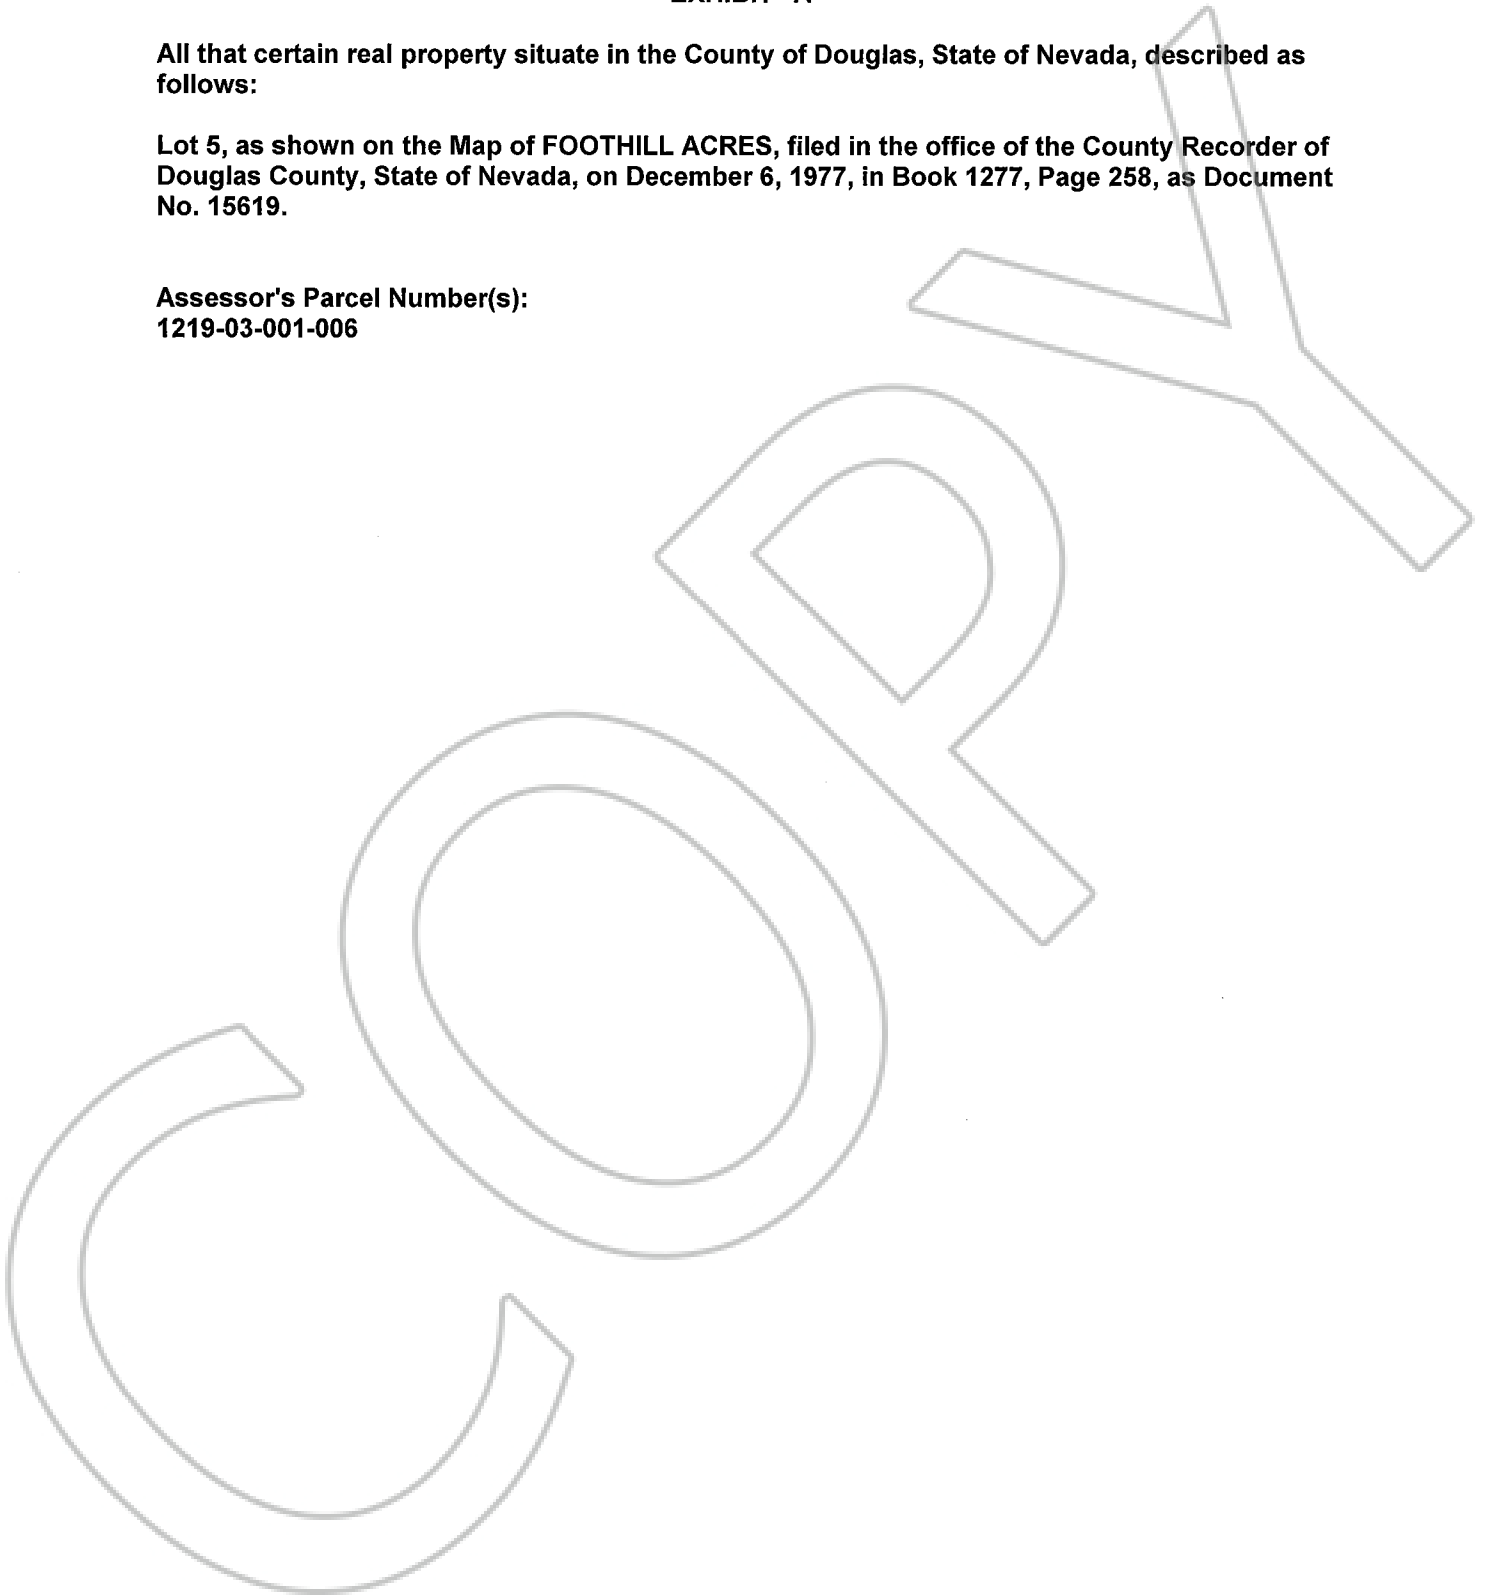 EXHIBIT "A"
All that certain real property situate in the County of Douglas, State of Nevada, described as
follows:
Lot 5, as shown on the Map of FOOTHILL ACRES, filed in the office of the County Recorder of
Douglas County, State of Nevada, on December 6, 1977, in Book 1277, Page 258, as Document
No. 15619.
Assessor's Parcel Number(s):
1219-03-001-006
COPY